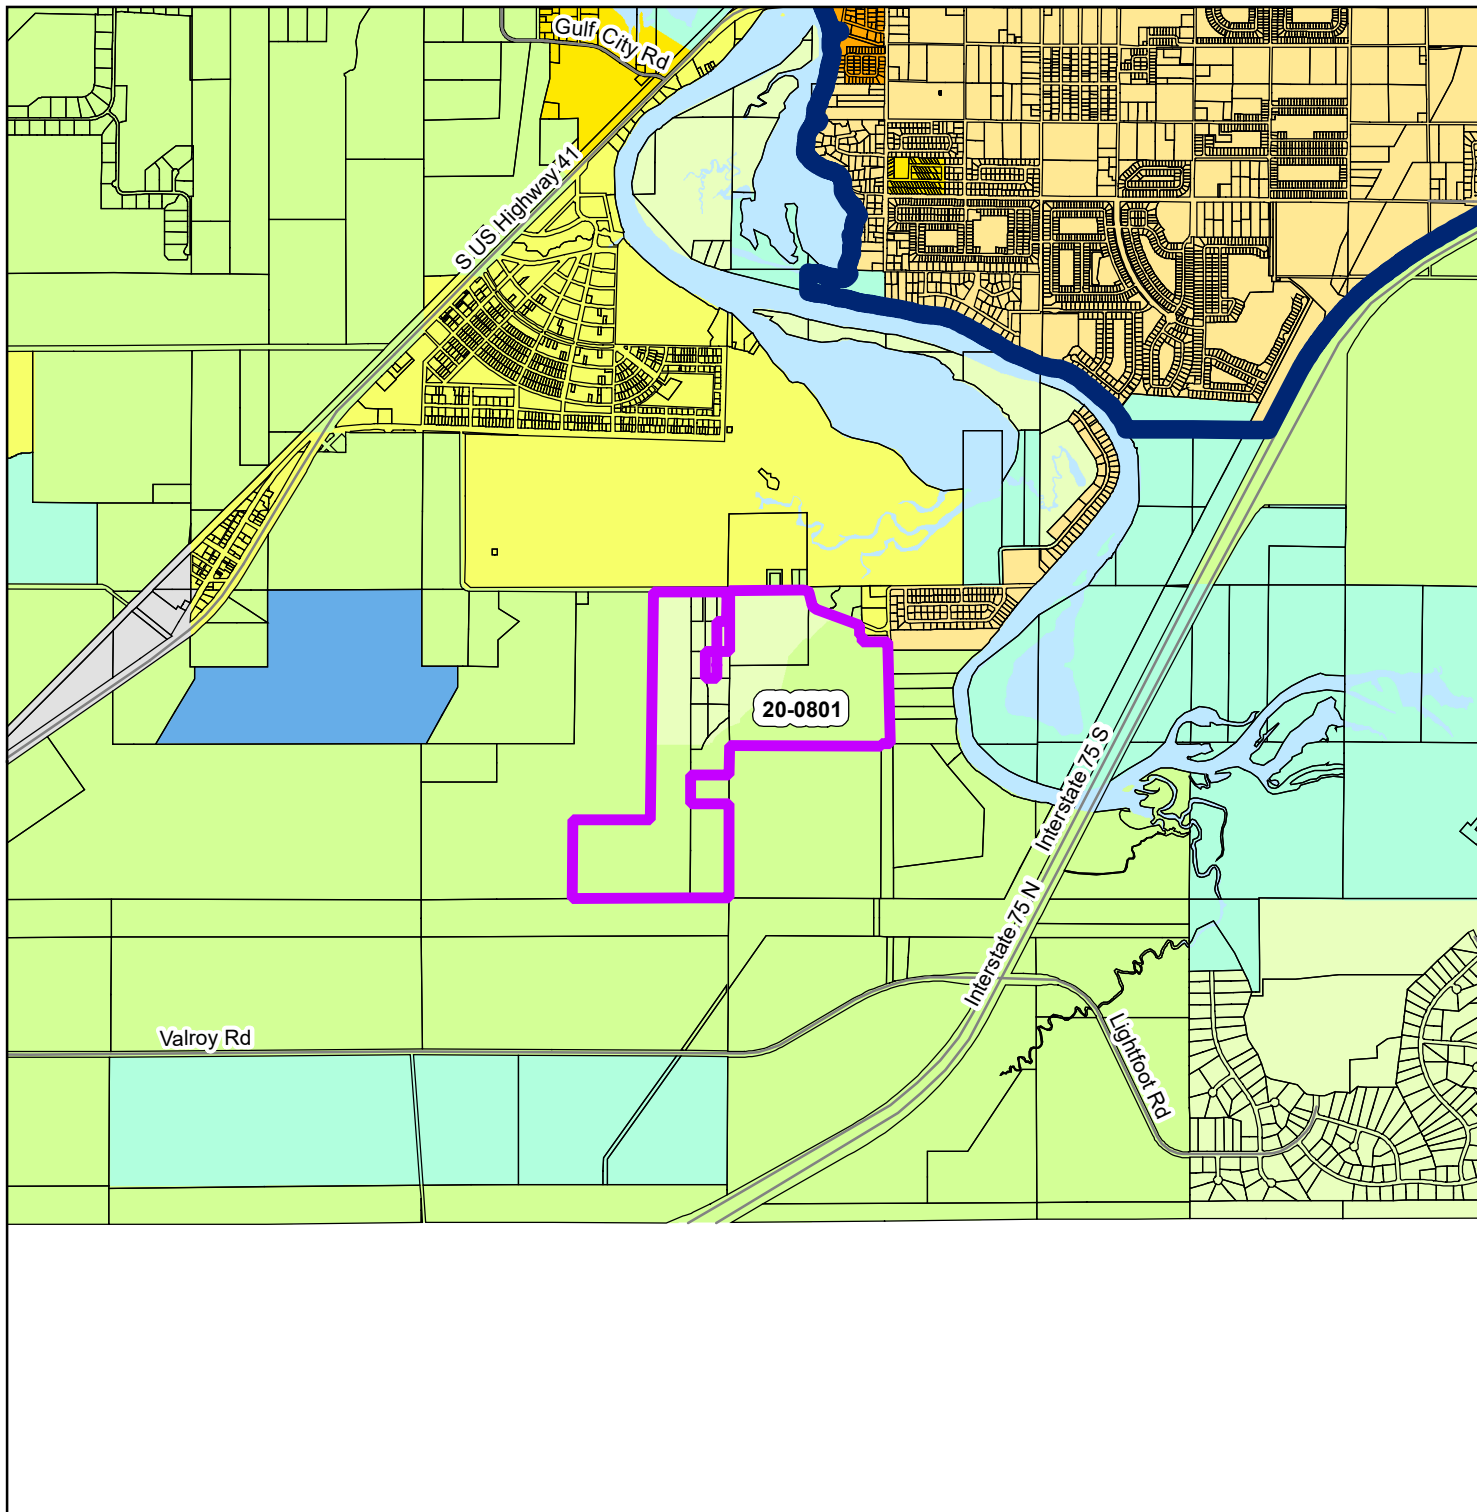 Gulf City Rd
S US Highway 41
20-0801
Interstate 75 S
Interstate 75 N
Valroy Rd
Lightfoot Rd